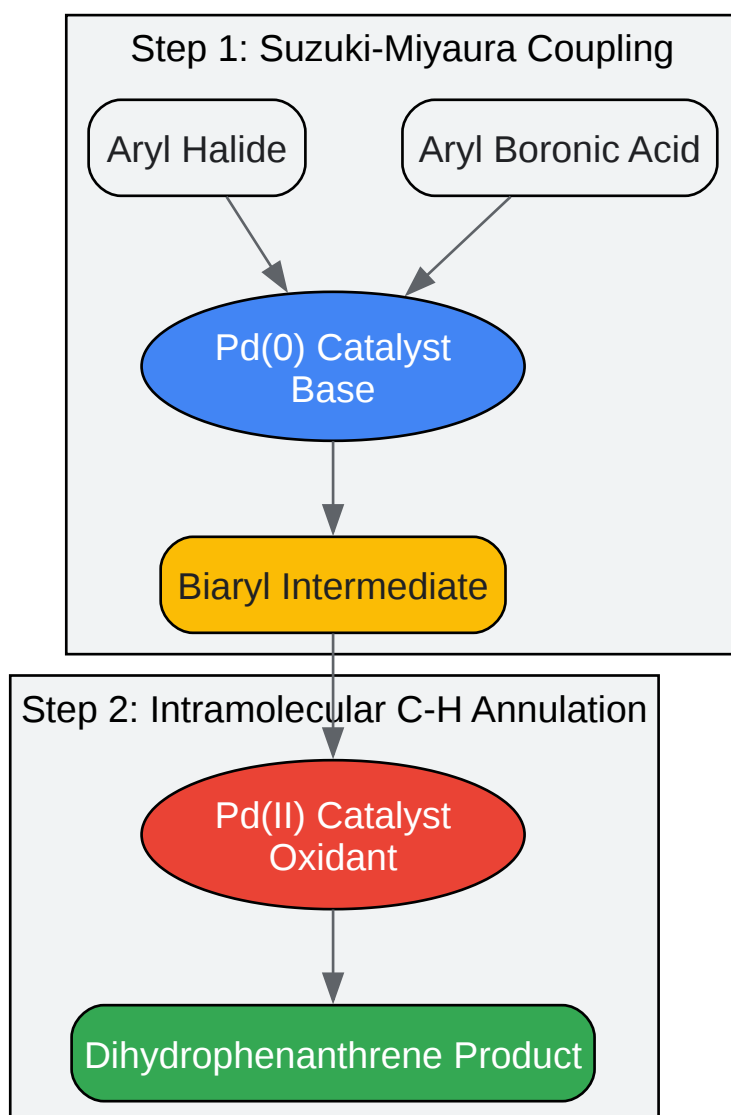 Step 1: Suzuki-Miyaura Coupling
Aryl Halide
Aryl Boronic Acid
Pd(0) Catalyst
Base
Biaryl Intermediate
Step 2: Intramolecular C-H Annulation
Pd(II) Catalyst
Oxidant
Dihydrophenanthrene Product